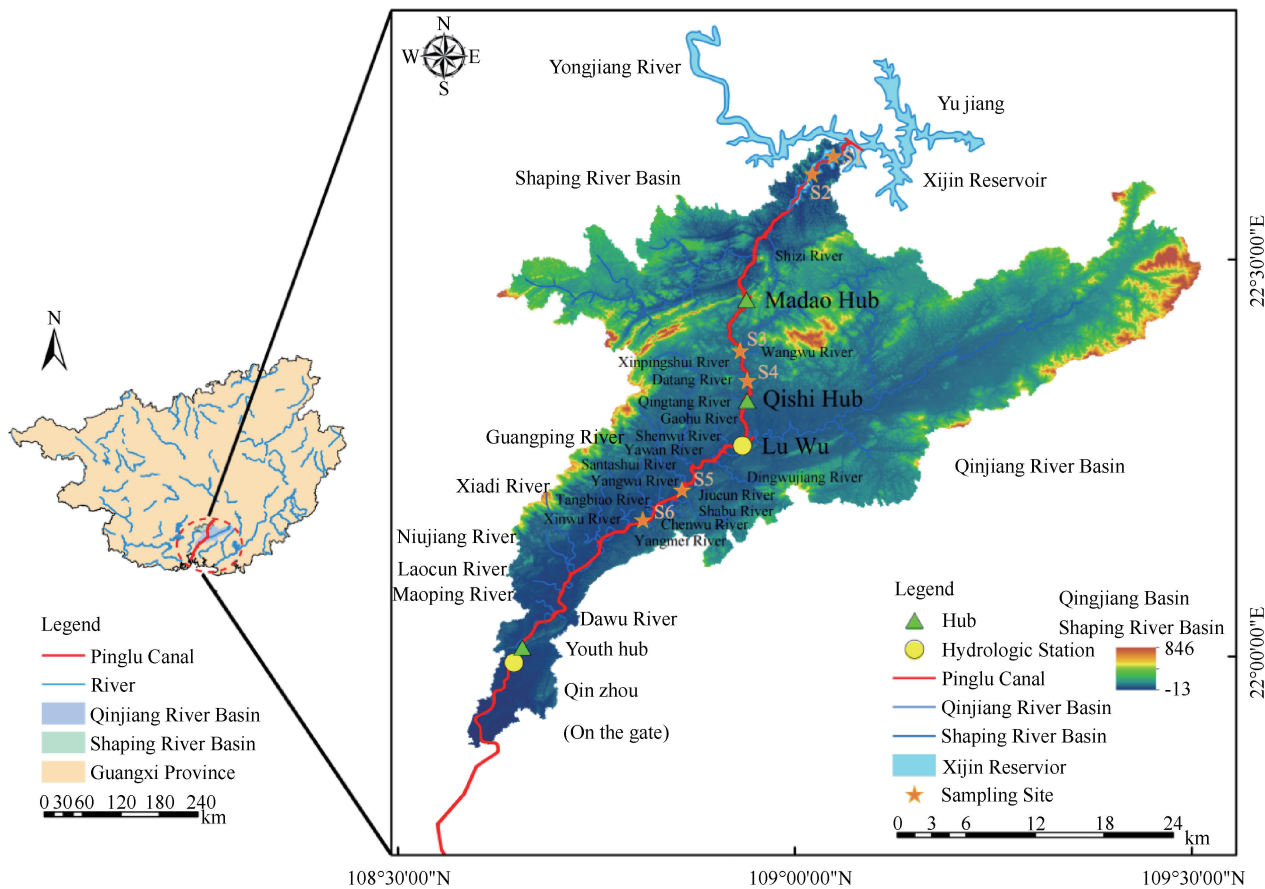 N
W
E
S
Yongjiang River
Yu jiang
Xijin Reservoir
Shaping River Basin
S1
S2
Shizi River
Madao Hub
S3
Wangwu River
Xinpingshui River
S4
Datang River
Qingtang River
Qishi Hub
Gaohu River
Guangping River
Shenwu River
Yawan River
Lu Wu
Santashui River
Dingwujiang River
Qinjiang River Basin
Xiadi River
Yangwu River
S5
Tangbiao River
Jiucun River
Shabu River
S6
Xinwu River
Chenwu River
Niujiang River
Yangmei River
Laocun River
Maoping River
Dawu River
Youth hub
Qin zhou
(On the gate)
22°30'00"E
22°00'00"E
108°30'00"N
109°00'00"N
109°30'00"N
N
Legend
Pinglu Canal
River
Qinjiang River Basin
Shaping River Basin
Guangxi Province
0 30 60 120 180 240
km
Legend
Hub
Hydrologic Station
Pinglu Canal
Qinjiang River Basin
Shaping River Basin
Xijin Reservior
Sampling Site
Qingjiang Basin
Shaping River Basin
846
-13
0 3 6 12 18 24
km